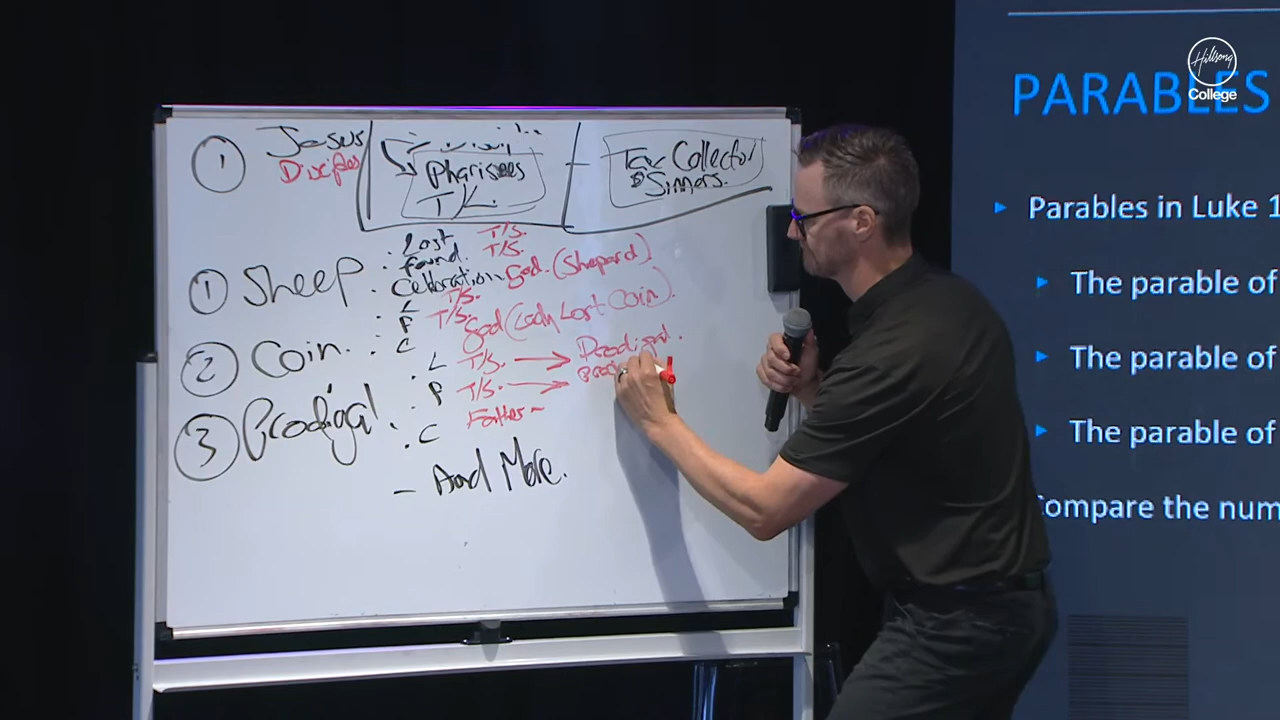 ① Jesus
Disciples
Pharisees
T/L.
Tax Collector
Sinners.
① Sheep
. Lost T/S.
. found. T/S.
. Celbration God. (Shepard)
② Coin.
. L T/S.
. F T/S.
. C God (Lady Lost Coin).
③ Prodigal
. L T/S. → Prodigal.
. F T/S. →
. C Father ~
- And More.
Hillsong
College
PARABLES
▸ Parables in Luke 1
▸ The parable of
▸ The parable of
▸ The parable of
Compare the num